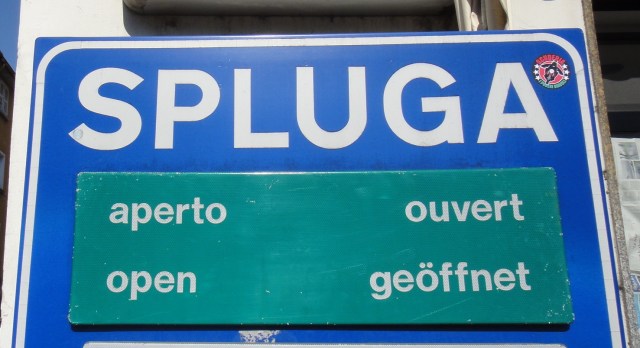 SPLUGA
aperto ouvert
open geöffnet